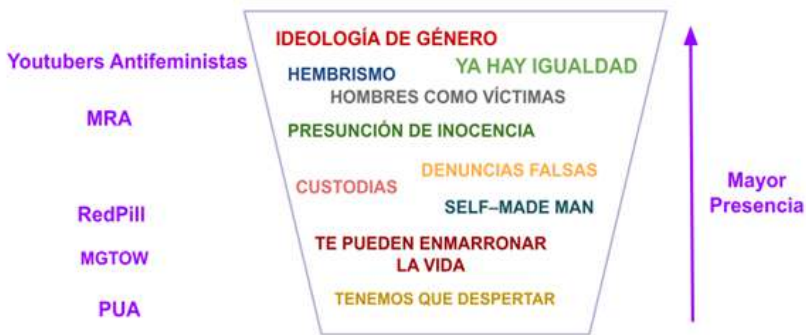 IDEOLOGÍA DE GÉNERO
Youtubers Antifeministas
YA HAY IGUALDAD
HEMBRISMO
HOMBRES COMO VÍCTIMAS
MRA
PRESUNCIÓN DE INOCENCIA
DENUNCIAS FALSAS
CUSTODIAS
Mayor
Presencia
RedPill
SELF–MADE MAN
TE PUEDEN ENMARRONAR
LA VIDA
MGTOW
TENEMOS QUE DESPERTAR
PUA